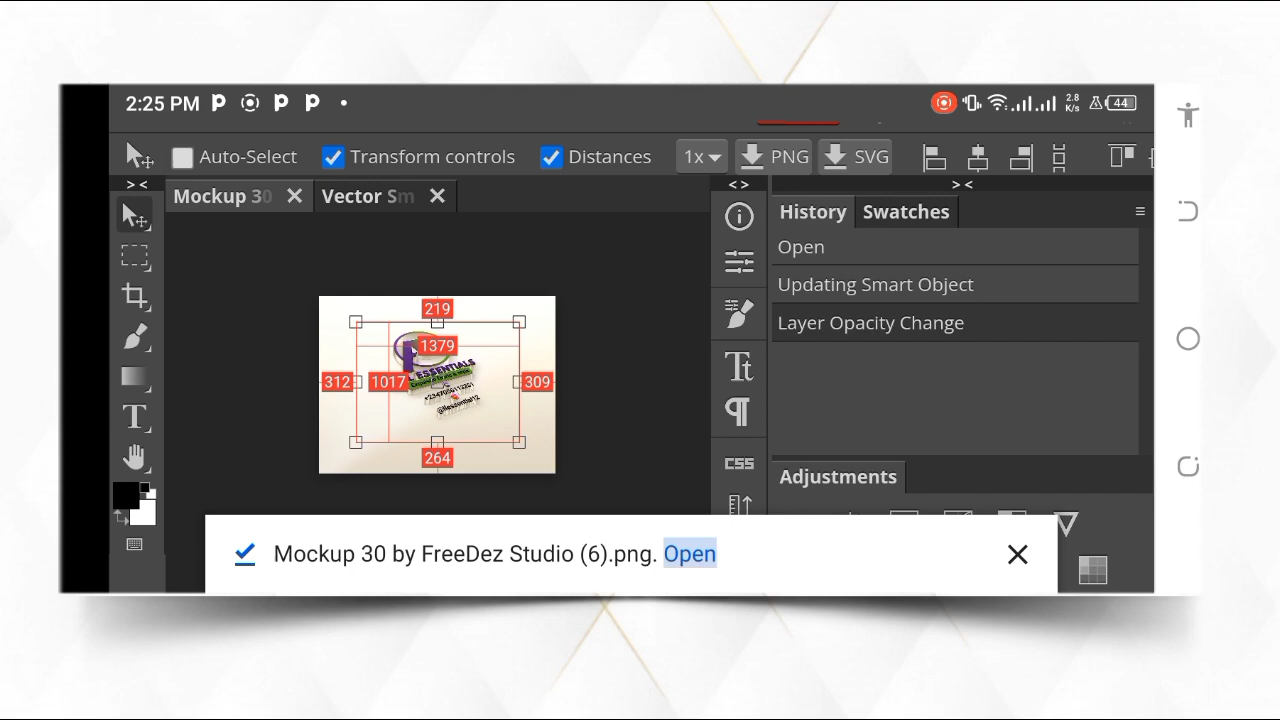 2:25 PM
2.8
K/s
44
Auto-Select
Transform controls
Distances
1x
PNG
SVG
> <
< >
> <
Mockup 30
Vector Sm
History
Swatches
Open
Updating Smart Object
Layer Opacity Change
219
1379
312
1017
309
264
ESSENTIALS
Tt
T
CSS
Adjustments
Mockup 30 by FreeDez Studio (6).png. Open